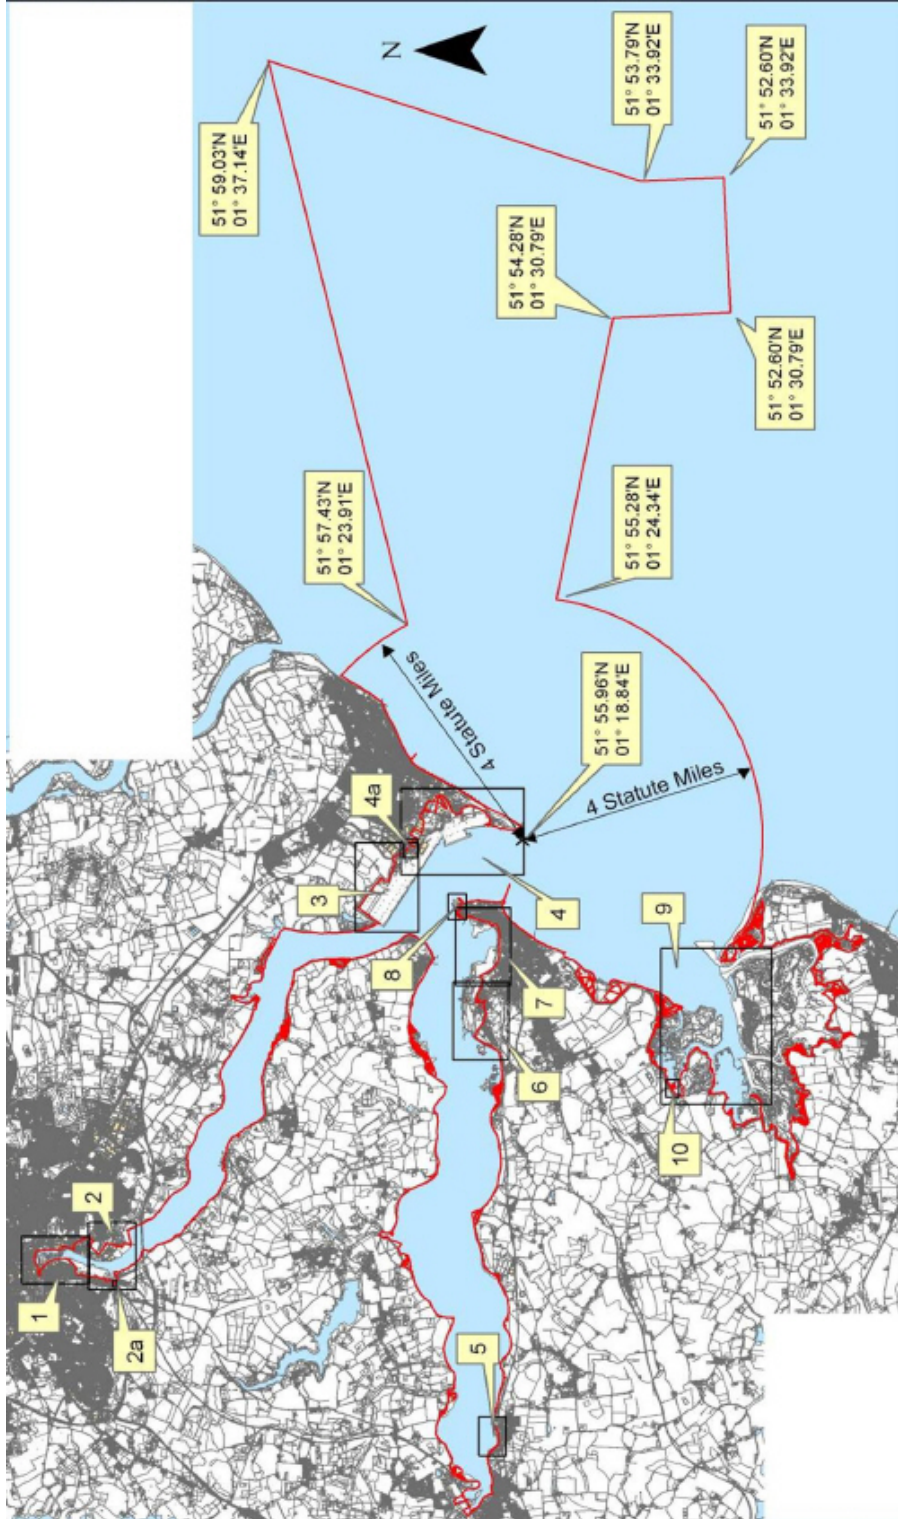 N
51° 59.03'N
01° 37.14'E
51° 53.79'N
01° 33.92'E
51° 52.60'N
01° 33.92'E
51° 54.28'N
01° 30.79'E
51° 52.60'N
01° 30.79'E
51° 57.43'N
01° 23.91'E
51° 55.28'N
01° 24.34'E
4 Statute Miles
51° 55.96'N
01° 18.84'E
4 Statute Miles
1
2
2a
3
4a
4
5
6
7
8
9
10